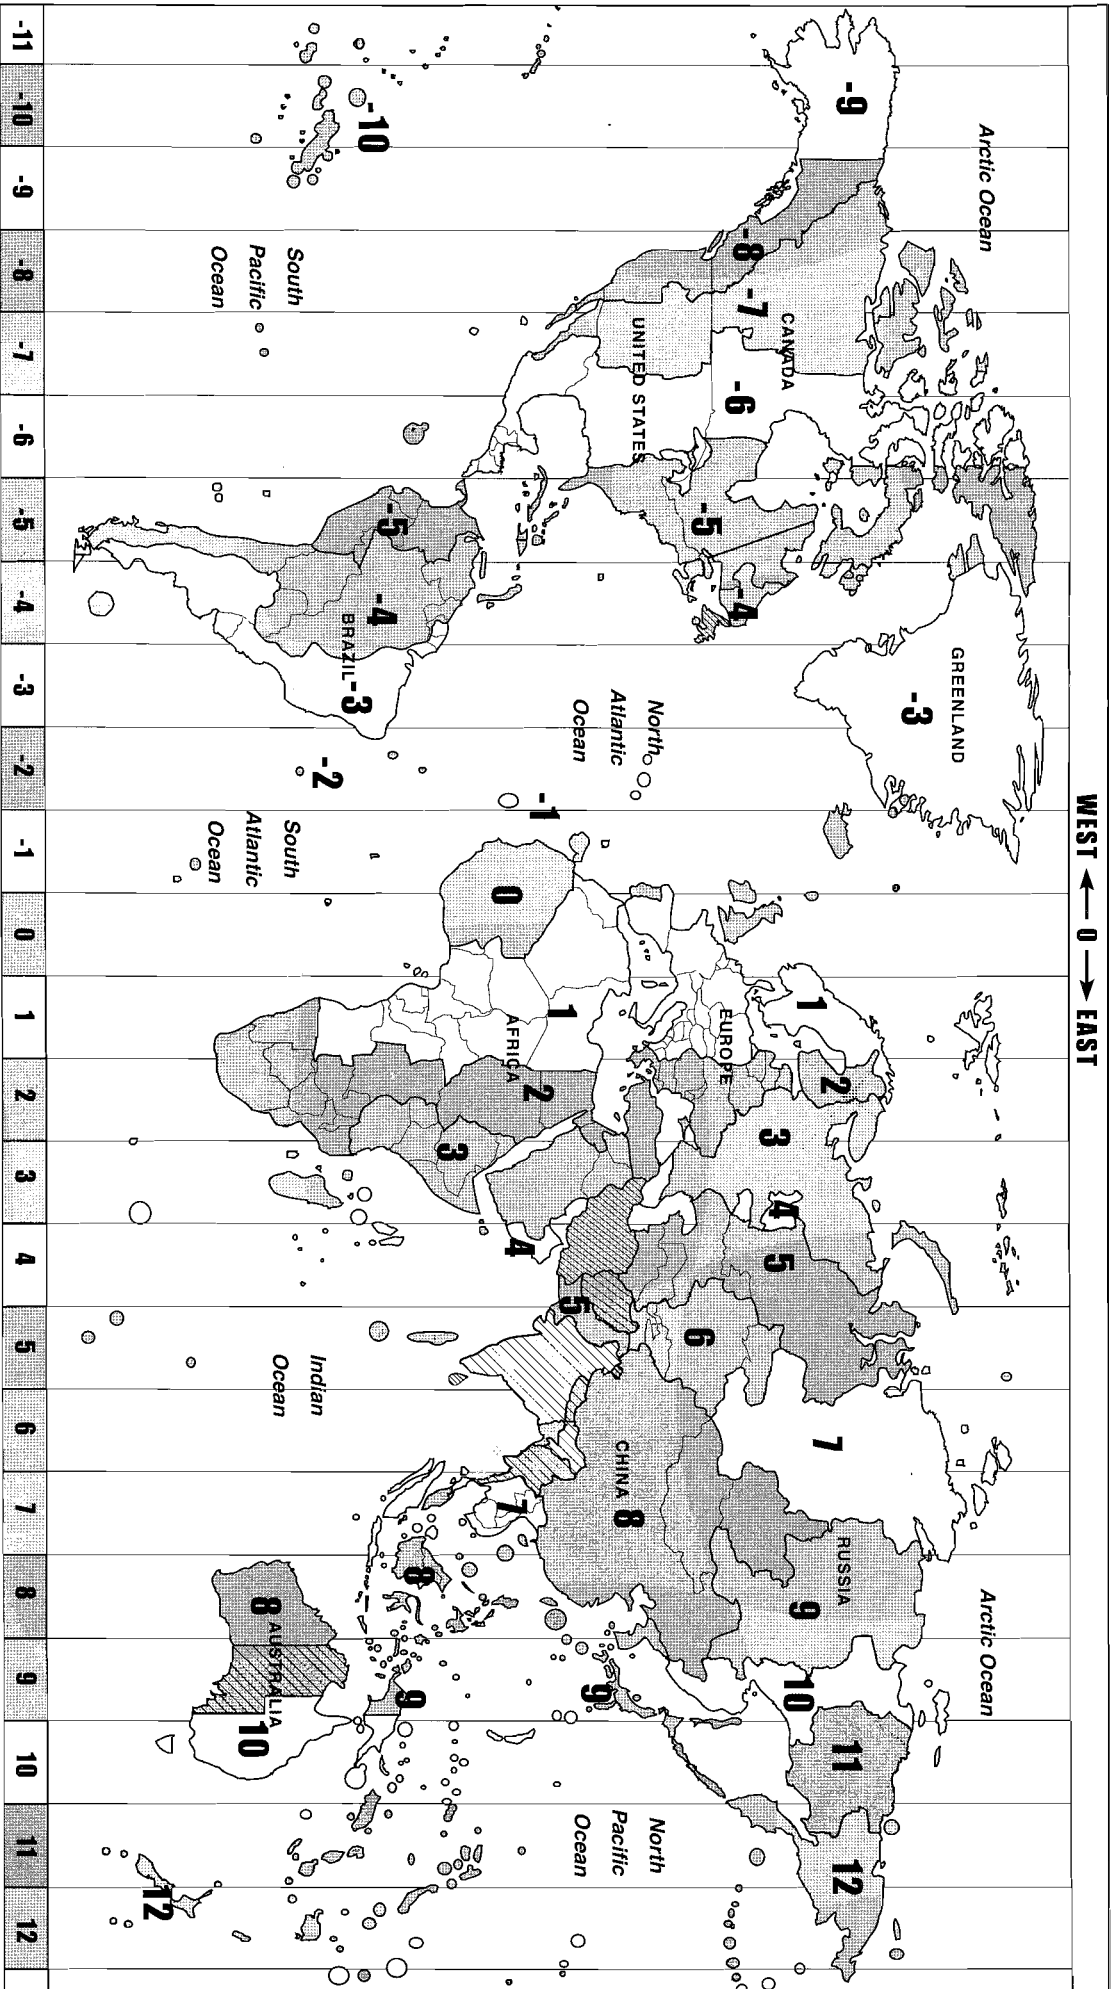 WEST ← 0 → EAST
Arctic Ocean
Arctic Ocean
-9
-8
-7
CANADA
-6
UNITED STATES
-5
-4
GREENLAND
-3
North
Atlantic
Ocean
-10
South
Pacific
Ocean
-5
-4
BRAZIL
-3
-2
-1
South
Atlantic
Ocean
0
1
AFRICA
2
3
1
EUROPE
2
3
4
5
4
5
6
7
RUSSIA
9
10
11
12
CHINA
8
7
8
9
9
Indian
Ocean
8
AUSTRALIA
10
North
Pacific
Ocean
12
-11
-10
-9
-8
-7
-6
-5
-4
-3
-2
-1
0
1
2
3
4
5
6
7
8
9
10
11
12